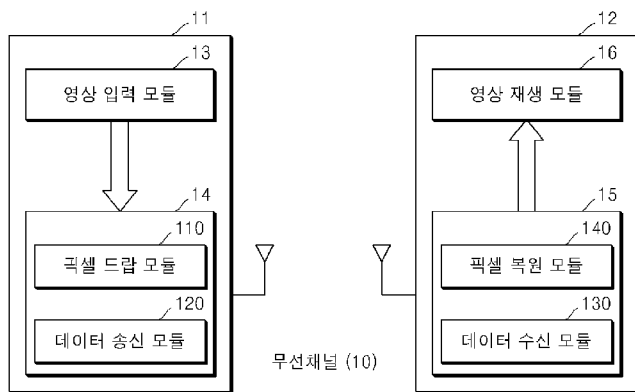 11
13
영상 입력 모듈
14
110
픽셀 드랍 모듈
120
데이터 송신 모듈
무선채널 (10)
12
16
영상 재생 모듈
15
140
픽셀 복원 모듈
130
데이터 수신 모듈